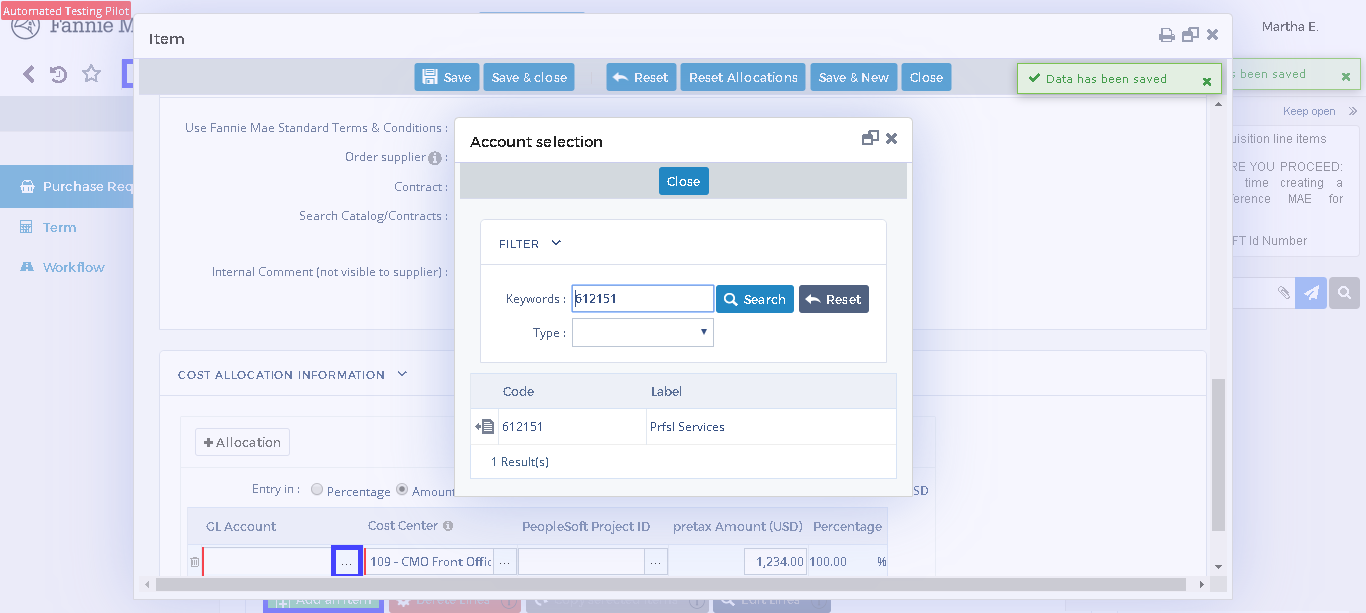 Automated Testing Pilot
Fannie M
Martha E.
Item
Save
Save & close
Reset
Reset Allocations
Save & New
Close
Data has been saved
s been saved
Keep open
Use Fannie Mae Standard Terms & Conditions :
Order supplier :
Contract :
Search Catalog/Contracts :
Internal Comment (not visible to supplier) :
Purchase Req
Term
Workflow
uisition line items
RE YOU PROCEED:
time creating a
ference MAE for
FT Id Number
Account selection
Close
FILTER
Keywords :
612151
Search
Reset
Type :
Code
Label
612151
Prfsl Services
1 Result(s)
COST ALLOCATION INFORMATION
+ Allocation
Entry in :
Percentage
Amount
SD
GL Account
Cost Center
PeopleSoft Project ID
pretax Amount (USD)
Percentage
...
109 - CMO Front Offic
...
...
1,234.00
100.00
%
Add an item
Delete Lines
Edit Lines